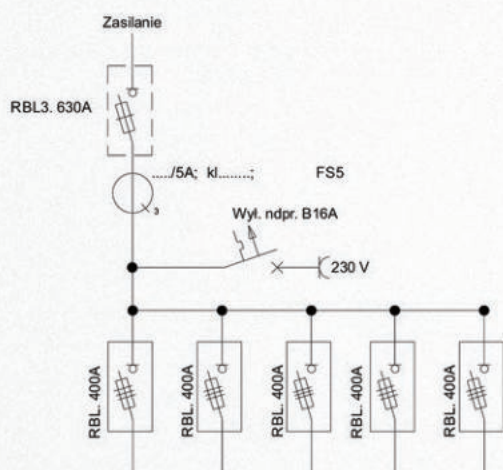 Zasilanie
RBL3. 630A
...../5A; kl........; FS5
3
Wył. ndpr. B16A
230 V
RBL. 400A
RBL. 400A
RBL. 400A
RBL. 400A
RBL. 400A